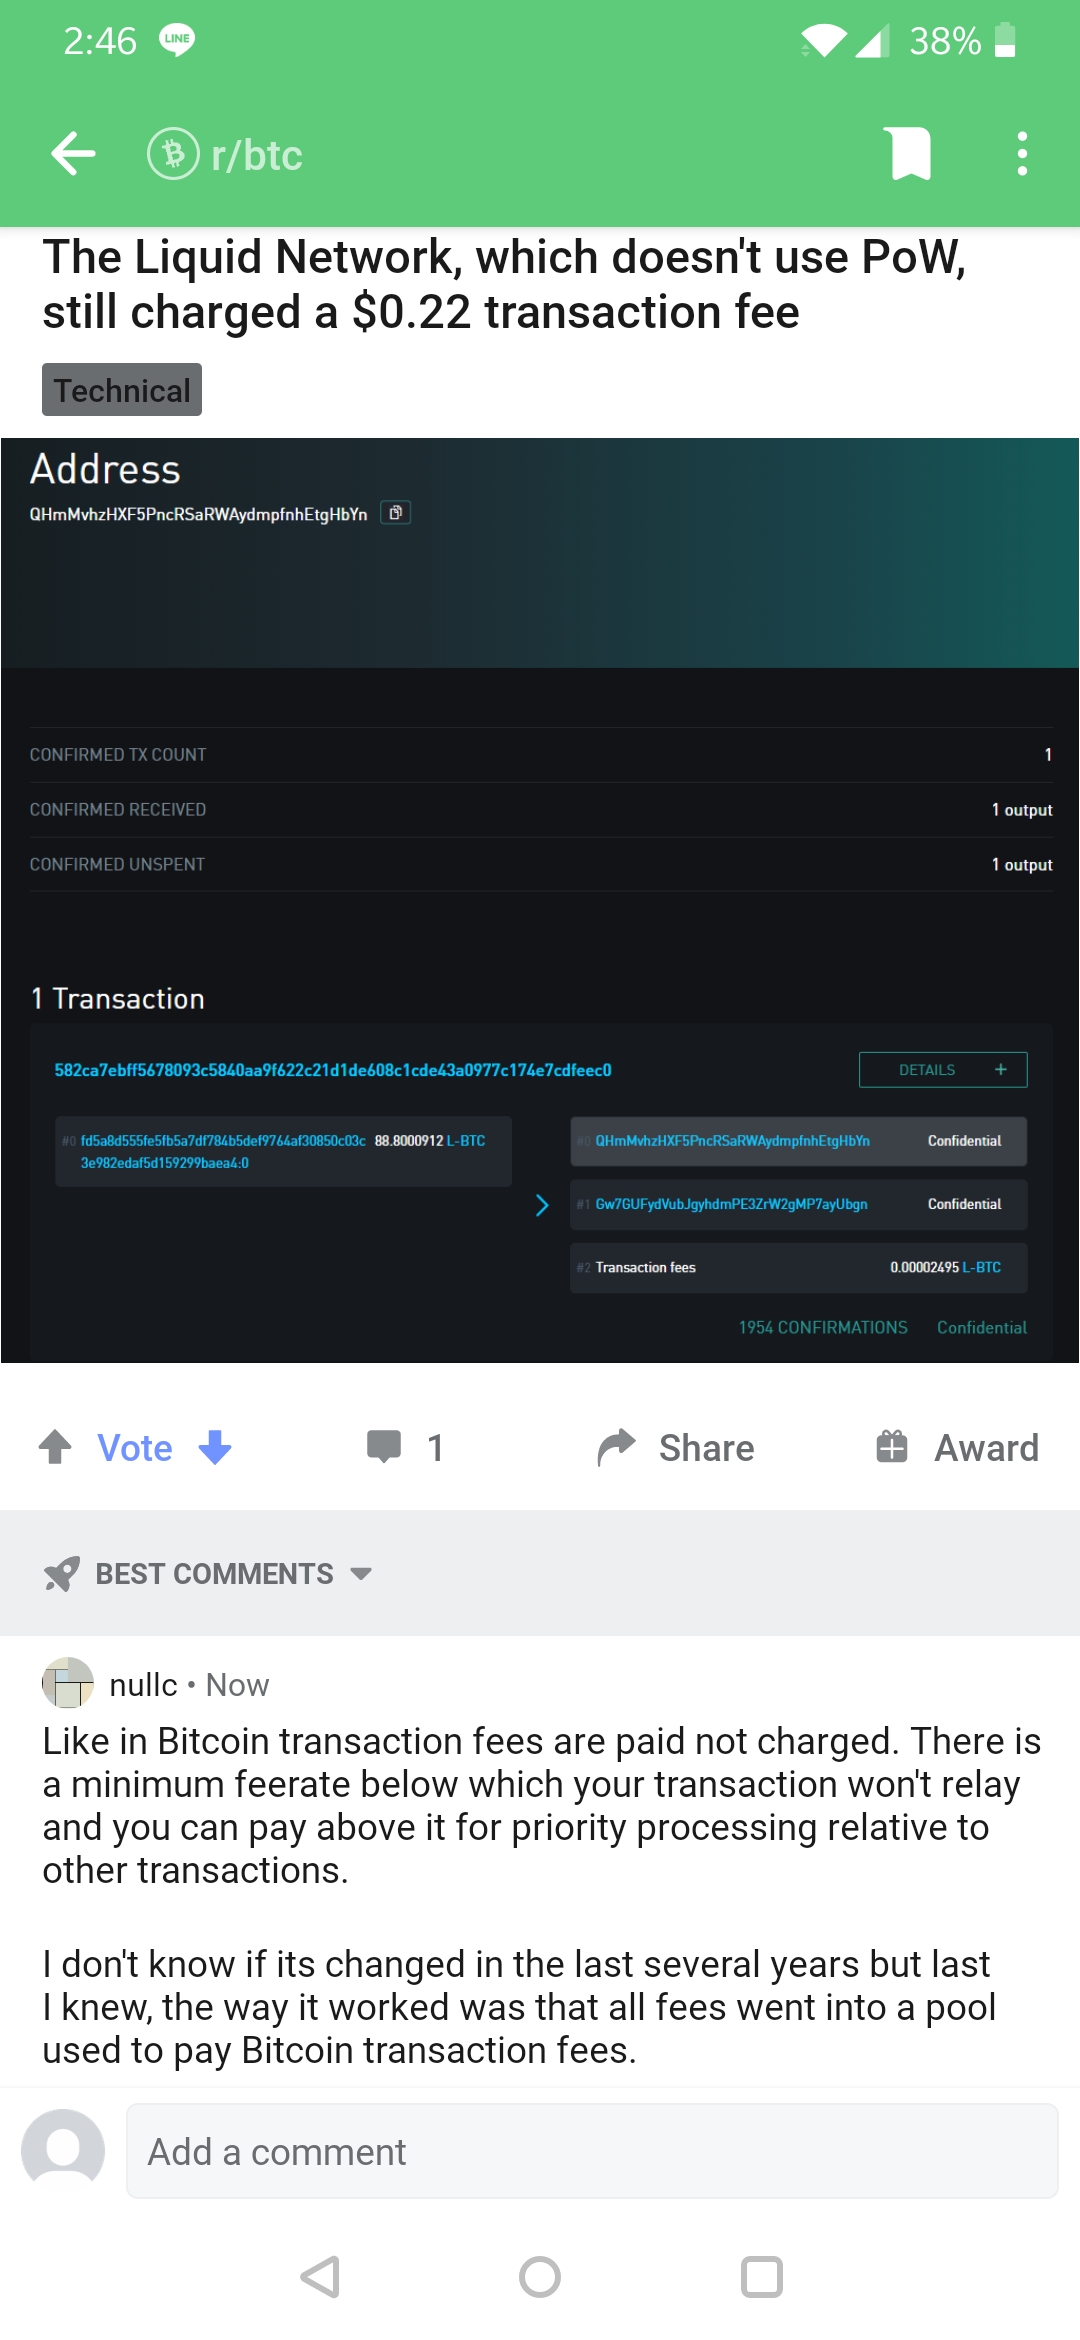 2:46 LINE 38%
r/btc
The Liquid Network, which doesn't use PoW,
still charged a $0.22 transaction fee
Technical
Address
QHmMvhzHXF5PncRSaRWAydmpfnhEtgHbYn
CONFIRMED TX COUNT 1
CONFIRMED RECEIVED 1 output
CONFIRMED UNSPENT 1 output
1 Transaction
582ca7ebff5678093c5840aa9f622c21d1de608c1cde43a0977c174e7cdfeec0 DETAILS +
#0 fd5a8d555fe5fb5a7df784b5def9764af30850c03c 88.8000912 L-BTC
3e982edaf5d159299baea4:0
#0 QHmMvhzHXF5PncRSaRWAydmpfnhEtgHbYn Confidential
#1 Gw7GUFydVubJgyhdmPE3ZrW2gMP7ayUbgn Confidential
#2 Transaction fees 0.00002495 L-BTC
1954 CONFIRMATIONS Confidential
Vote 1 Share Award
BEST COMMENTS
nullc • Now
Like in Bitcoin transaction fees are paid not charged. There is
a minimum feerate below which your transaction won't relay
and you can pay above it for priority processing relative to
other transactions.
I don't know if its changed in the last several years but last
I knew, the way it worked was that all fees went into a pool
used to pay Bitcoin transaction fees.
Add a comment